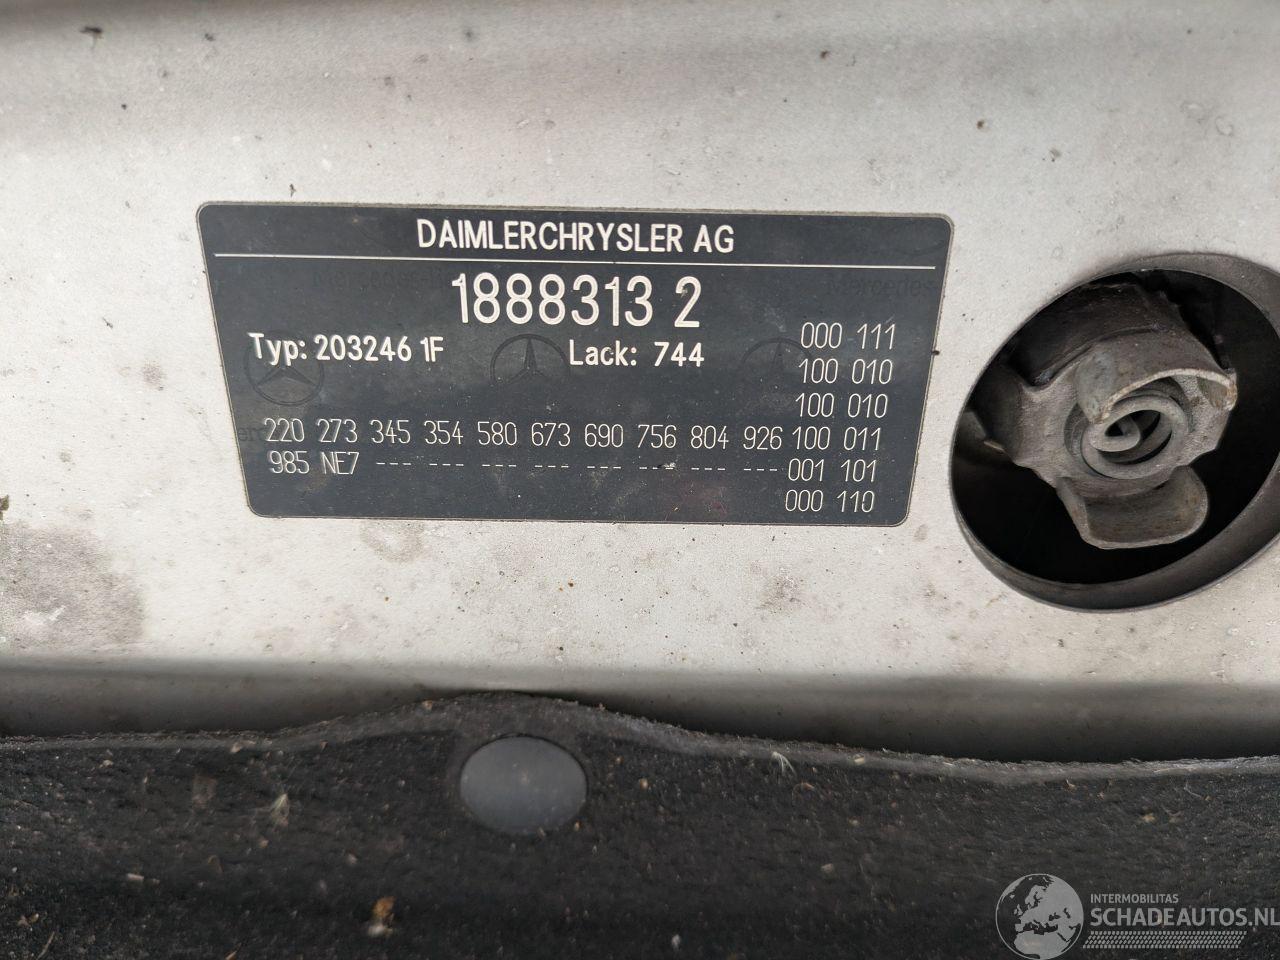 DAIMLERCHRYSLER AG
1888313 2
Typ: 203246 1F Lack: 744
000 111
100 010
100 010
220 273 345 354 580 673 690 756 804 926 100 011
985 NE7 --- --- --- --- --- --- --- --- 001 101
000 110
INTERMOBILITAS
SCHADEAUTOS.NL